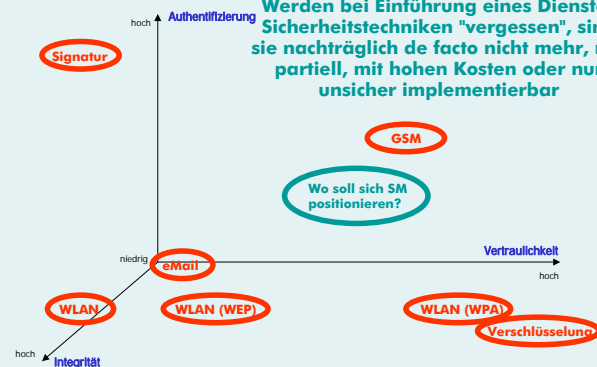 Werden bei Einführung eines Dienstes
Sicherheitstechniken "vergessen",
sie nachträglich de facto nicht mehr,
partiell, mit hohen Kosten oder nur
unsicher implementierbar
hoch
Authentifizierung
Signatur
GSM
Wo soll sich SM
positionieren?
niedrig
eMail
Vertraulichkeit
hoch
WLAN
WLAN (WEP)
WLAN (WPA)
Verschlüsselung
hoch
Integrität